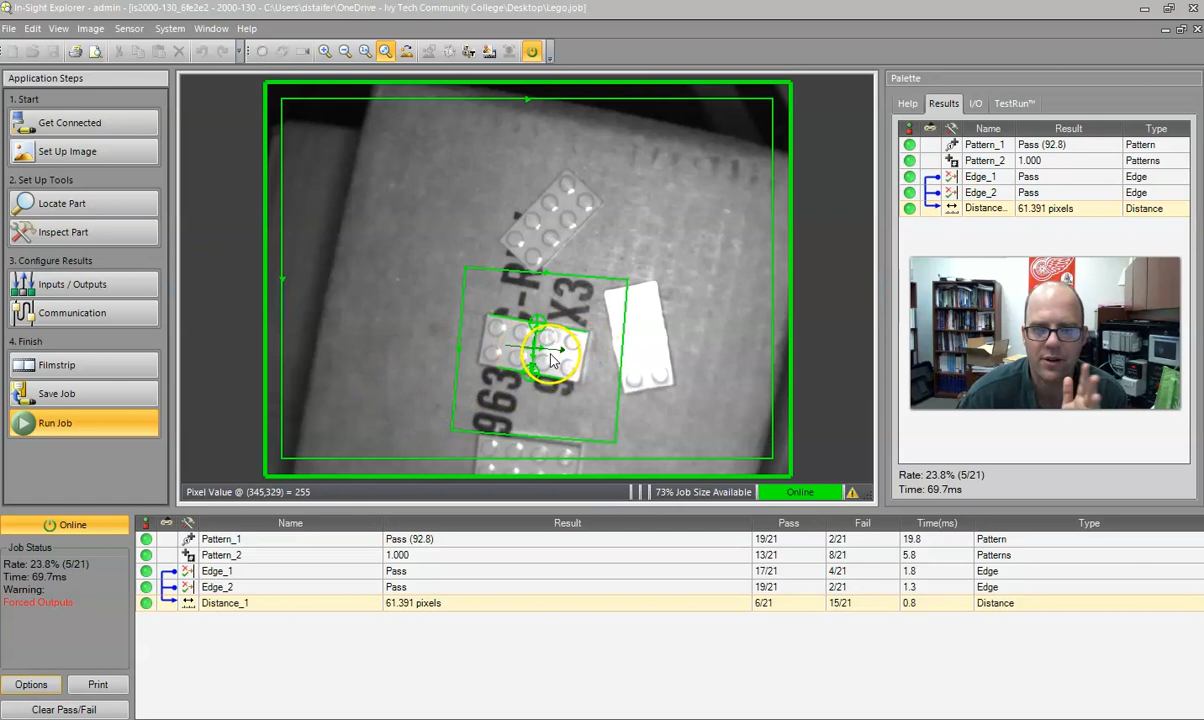 In-Sight Explorer - admin - [is2000-130_6fe2e2 - 2000-130 - C:\Users\dstaifer\OneDrive - Ivy Tech Community College\Desktop\Lego.job]
File Edit View Image Sensor System Window Help
Application Steps
1. Start
Get Connected
Set Up Image
2. Set Up Tools
Locate Part
Inspect Part
3. Configure Results
Inputs / Outputs
Communication
4. Finish
Filmstrip
Save Job
Run Job
963
X3
Pixel Value @ (345,329) = 255
73% Job Size Available
Online
Palette
Help Results I/O TestRun™
Name Result Type
Pattern_1 Pass (92.8) Pattern
Pattern_2 1.000 Patterns
Edge_1 Pass Edge
Edge_2 Pass Edge
Distance... 61.391 pixels Distance
Rate: 23.8% (5/21)
Time: 69.7ms
Online
Job Status
Rate: 23.8% (5/21)
Time: 69.7ms
Warning:
Forced Outputs
Options Print
Clear Pass/Fail
Name Result Pass Fail Time(ms) Type
Pattern_1 Pass (92.8) 19/21 2/21 19.8 Pattern
Pattern_2 1.000 13/21 8/21 5.8 Patterns
Edge_1 Pass 17/21 4/21 1.8 Edge
Edge_2 Pass 19/21 2/21 1.3 Edge
Distance_1 61.391 pixels 6/21 15/21 0.8 Distance